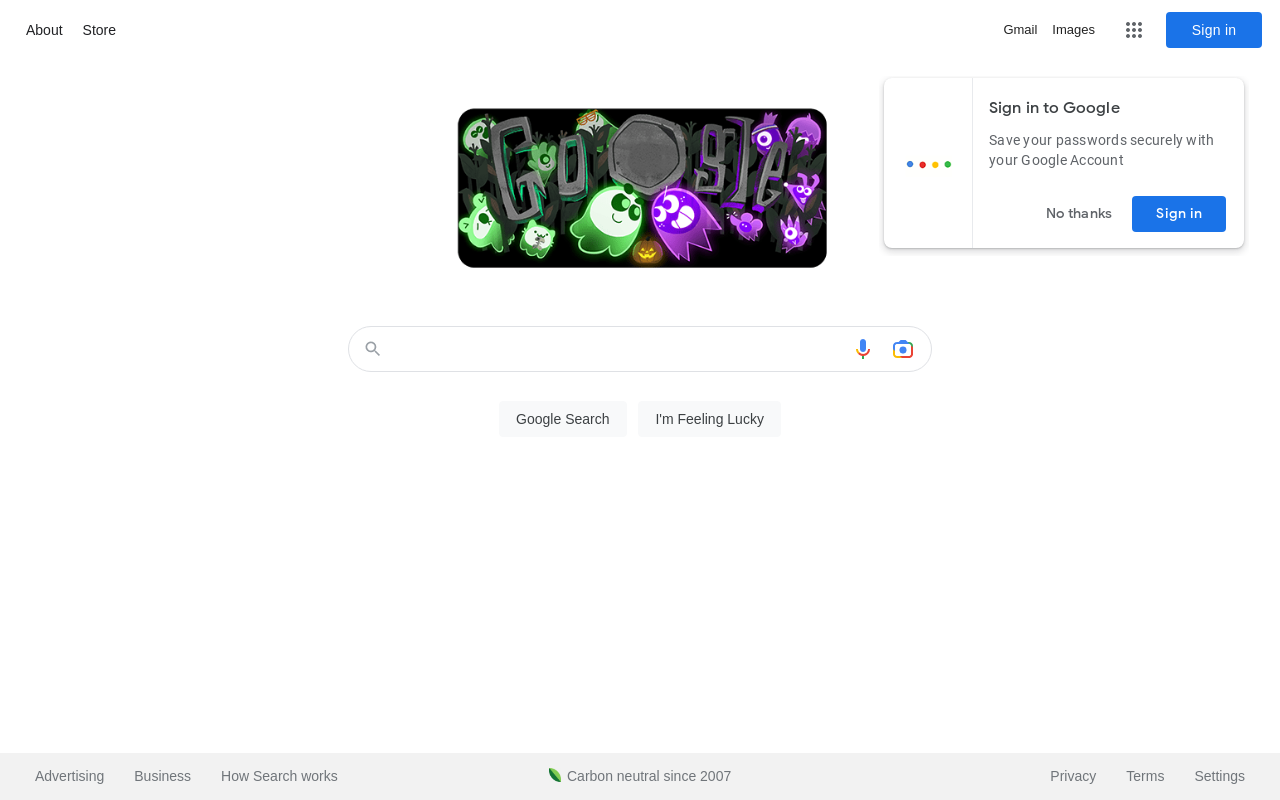 About
Store
Gmail
Images
Sign in
Google
Sign in to Google
Save your passwords securely with
your Google Account
No thanks
Sign in
Google Search
I'm Feeling Lucky
Advertising
Business
How Search works
Carbon neutral since 2007
Privacy
Terms
Settings